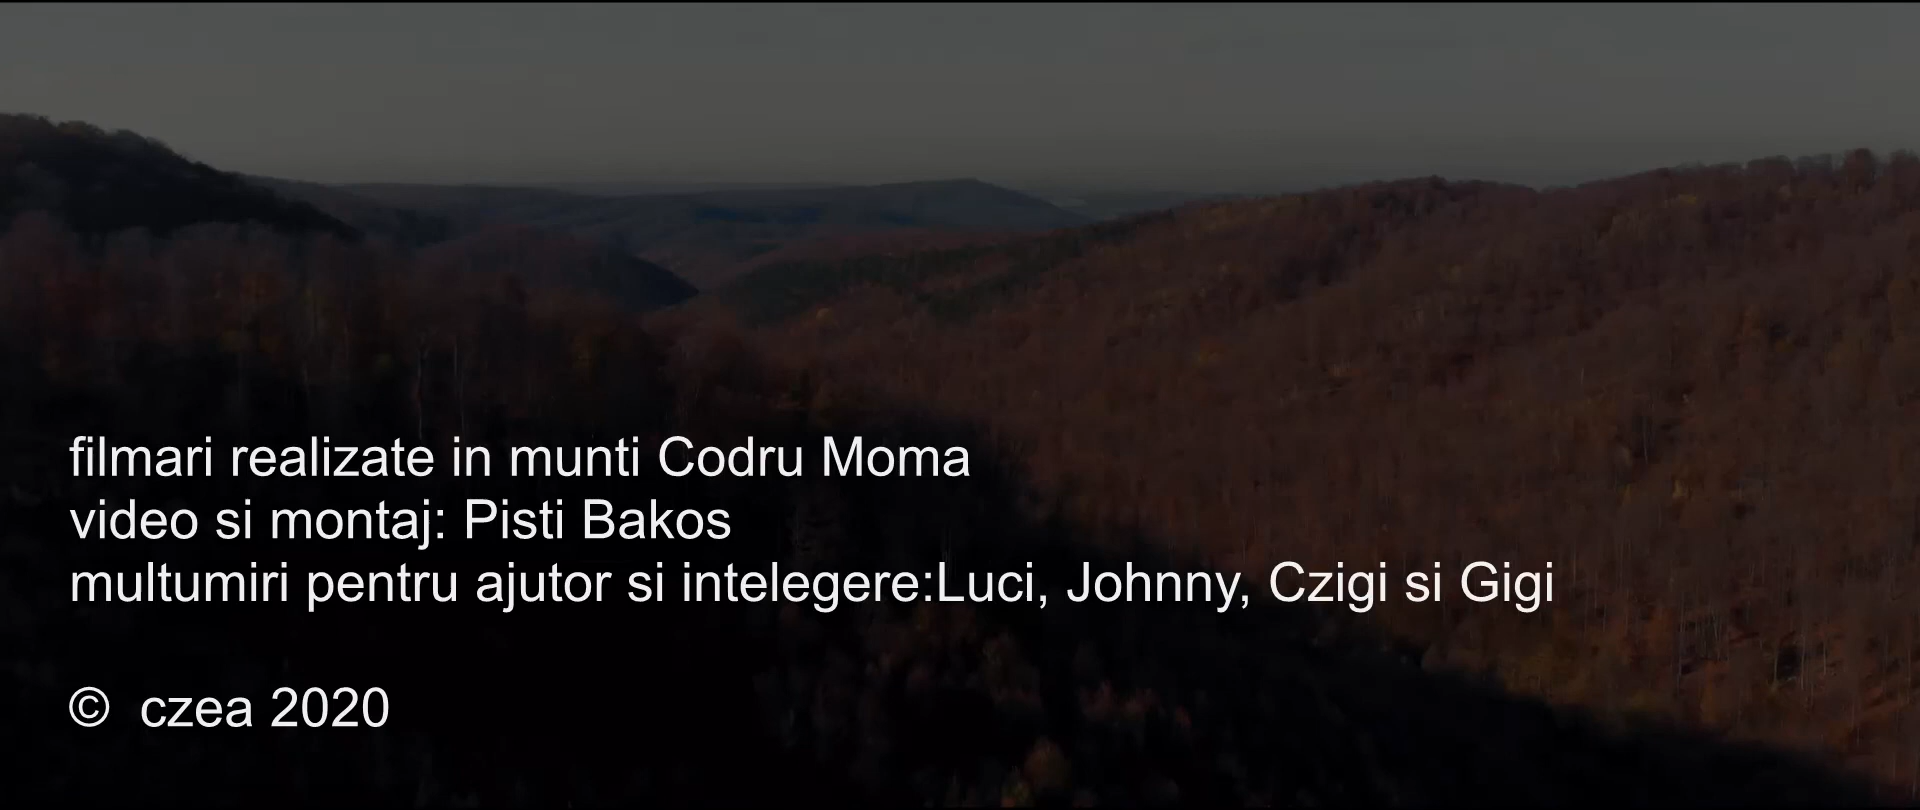 filmari realizate in munti Codru Moma
video si montaj: Pisti Bakos
multumiri pentru ajutor si intelegere:Luci, Johnny, Czigi si Gigi
© czea 2020